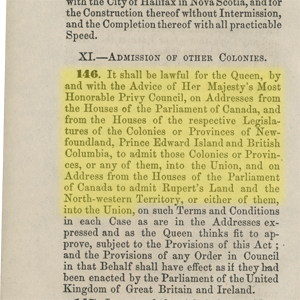 with the City of Halifax in Nova Scotia, and for
the Construction thereof without Intermission,
and the Completion thereof with all practicable
Speed.
XI.—Admission of other Colonies.
146. It shall be lawful for the Queen, by
and with the Advice of Her Majesty's Most
Honorable Privy Council, on Addresses from
the Houses of the Parliament of Canada, and
from the Houses of the respective Legisla-
tures of the Colonies or Provinces of New-
foundland, Prince Edward Island and British
Columbia, to admit those Colonies or Provin-
ces, or any of them, into the Union, and on
Address from the Houses of the Parliament
of Canada to admit Rupert's Land and the
North-western Territory, or either of them,
into the Union, on such Terms and Conditions
in each Case as are in the Addresses ex-
pressed and as the Queen thinks fit to ap-
prove, subject to the Provisions of this Act;
and the Provisions of any Order in Council
in that Behalf shall have effect as if they had
been enacted by the Parliament of the United
Kingdom of Great Britain and Ireland.